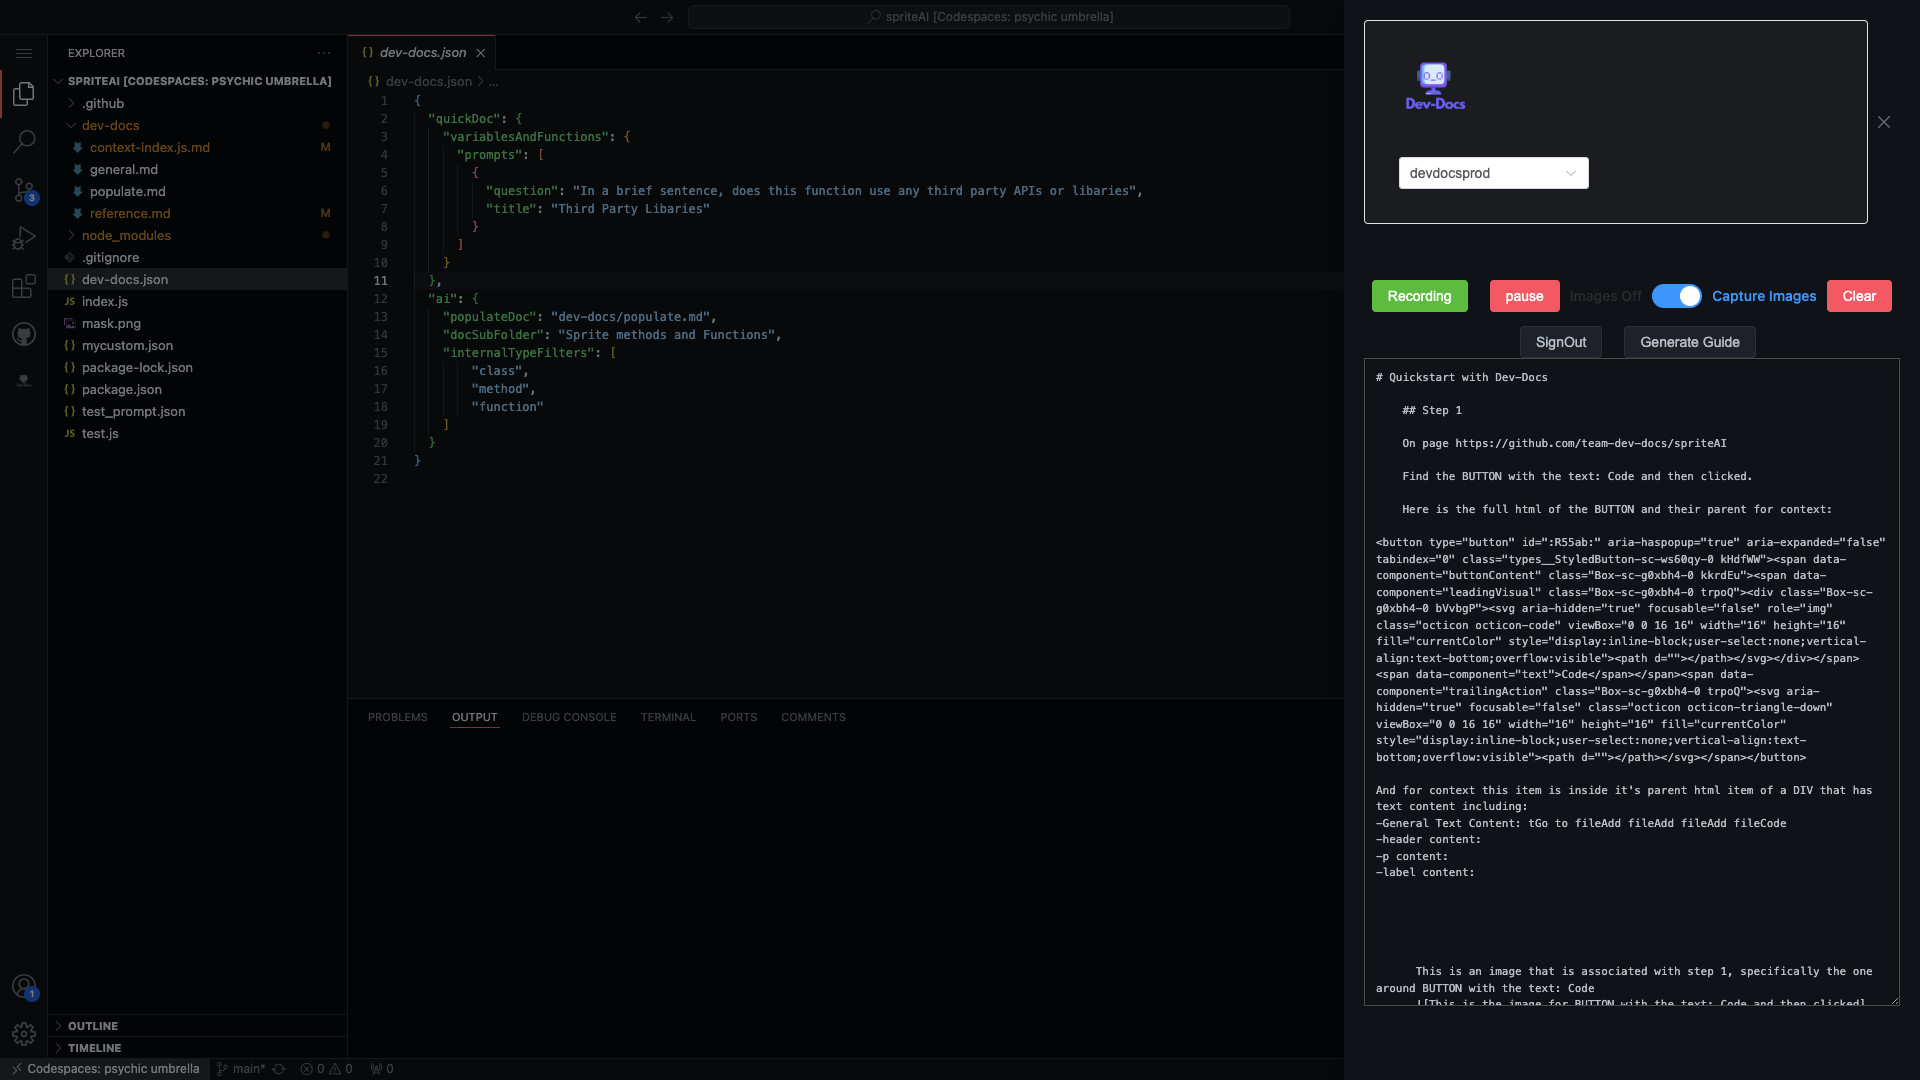 spriteAI [Codespaces: psychic umbrella]
EXPLORER
SPRITEAI [CODESPACES: PSYCHIC UMBRELLA]
.github
dev-docs
context-index.js.md M
general.md
populate.md
reference.md M
node_modules
.gitignore
{} dev-docs.json
JS index.js
mask.png
{} mycustom.json
{} package-lock.json
{} package.json
{} test_prompt.json
JS test.js
OUTLINE
TIMELINE
3
1
{} dev-docs.json
{} dev-docs.json > ...
1 {
2 "quickDoc": {
3 "variablesAndFunctions": {
4 "prompts": [
5 {
6 "question": "In a brief sentence, does this function use any third party APIs or libaries",
7 "title": "Third Party Libaries"
8 }
9 ]
10 }
11 },
12 "ai": {
13 "populateDoc": "dev-docs/populate.md",
14 "docSubFolder": "Sprite methods and Functions",
15 "internalTypeFilters": [
16 "class",
17 "method",
18 "function"
19 ]
20 }
21 }
22
PROBLEMS OUTPUT DEBUG CONSOLE TERMINAL PORTS COMMENTS
Codespaces: psychic umbrella main* 0 0 0
Dev-Docs
devdocsprod
Recording pause Images Off Capture Images Clear
SignOut Generate Guide
# Quickstart with Dev-Docs
## Step 1
On page https://github.com/team-dev-docs/spriteAI
Find the BUTTON with the text: Code and then clicked.
Here is the full html of the BUTTON and their parent for context:
<button type="button" id=":R55ab:" aria-haspopup="true" aria-expanded="false"
tabindex="0" class="types__StyledButton-sc-ws60qy-0 kHdfWW"><span data-
component="buttonContent" class="Box-sc-g0xbh4-0 kkrdEu"><span data-
component="leadingVisual" class="Box-sc-g0xbh4-0 trpoQ"><div class="Box-sc-
g0xbh4-0 bVvbgP"><svg aria-hidden="true" focusable="false" role="img"
class="octicon octicon-code" viewBox="0 0 16 16" width="16" height="16"
fill="currentColor" style="display:inline-block;user-select:none;vertical-
align:text-bottom;overflow:visible"><path d=""></path></svg></div></span>
<span data-component="text">Code</span></span><span data-
component="trailingAction" class="Box-sc-g0xbh4-0 trpoQ"><svg aria-
hidden="true" focusable="false" class="octicon octicon-triangle-down"
viewBox="0 0 16 16" width="16" height="16" fill="currentColor"
style="display:inline-block;user-select:none;vertical-align:text-
bottom;overflow:visible"><path d=""></path></svg></span></button>
And for context this item is inside it's parent html item of a DIV that has
text content including:
-General Text Content: tGo to fileAdd fileAdd fileAdd fileCode
-header content:
-p content:
-label content:
This is an image that is associated with step 1, specifically the one
around BUTTON with the text: Code
![This is the image for BUTTON with the text: Code and then clicked]